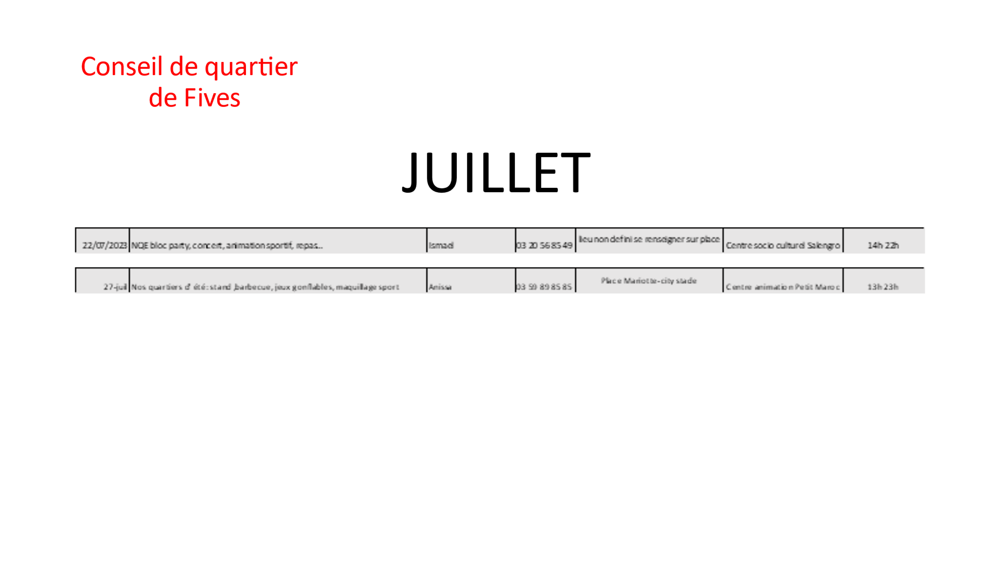 Conseil de quartier
de Fives
JUILLET
22/07/2023 NQE bloc party, concert, animation sportif, repas... Ismael 03 20 56 85 49 lieu non defini se renseigner sur place Centre socio culturel Salengro 14h 22h
27-juil Nos quartiers d' été: stand ,barbecue, jeux gonflables, maquillage sport Anissa 03 59 89 85 85 Place Mariotte-city stade Centre animation Petit Maroc 13h 23h